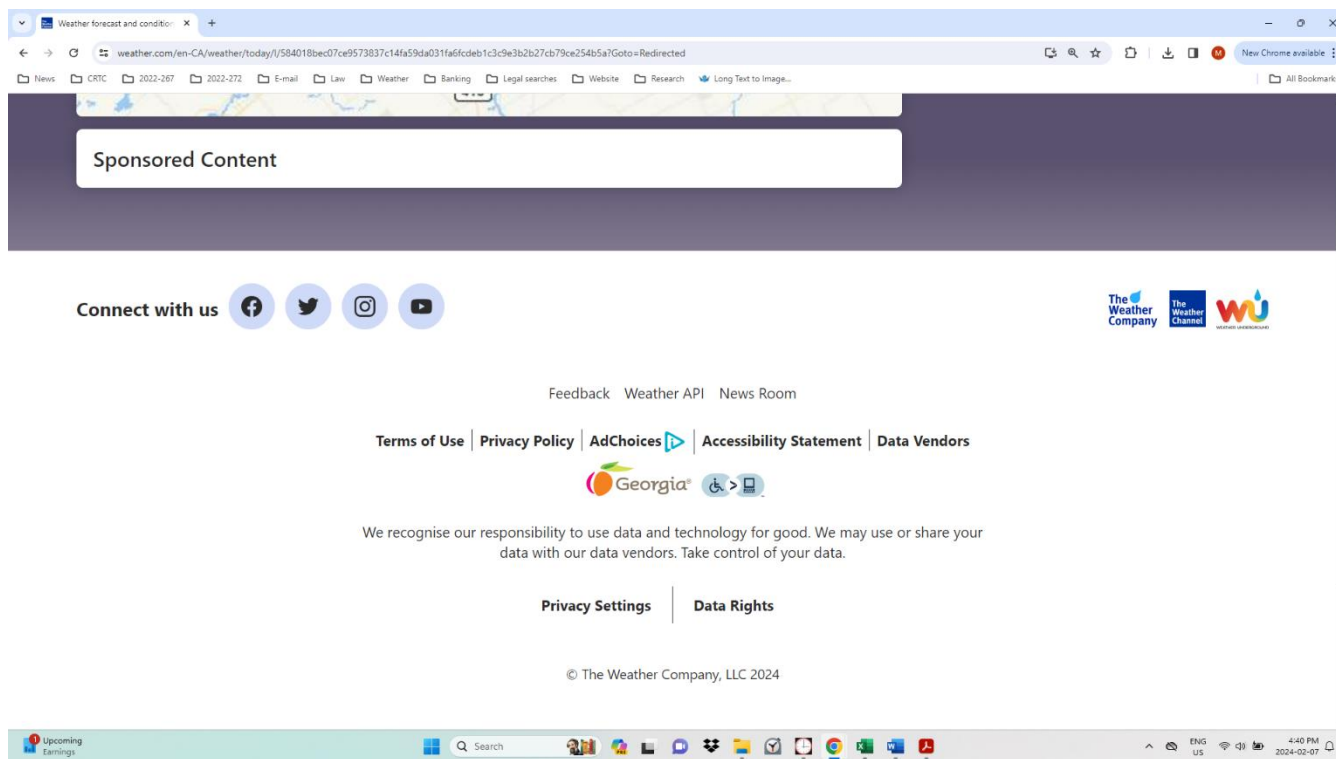 Weather forecast and condition
weather.com/en-CA/weather/today/l/584018bec07ce9573837c14fa59da031fa6fcdeb1c3c9e3b2b27cb79ce254b5a?Goto=Redirected
M
New Chrome available
News CRTC 2022-267 2022-272 E-mail Law Weather Banking Legal searches Website Research Long Text to Image... All Bookmark
Sponsored Content
Connect with us
The Weather Company
The Weather Channel
WU
WEATHER UNDERGROUND
Feedback Weather API News Room
Terms of Use Privacy Policy AdChoices Accessibility Statement Data Vendors
Georgia®
We recognise our responsibility to use data and technology for good. We may use or share your
data with our data vendors. Take control of your data.
Privacy Settings Data Rights
© The Weather Company, LLC 2024
1 Upcoming
Earnings
Search
ENG
US
4:40 PM
2024-02-07